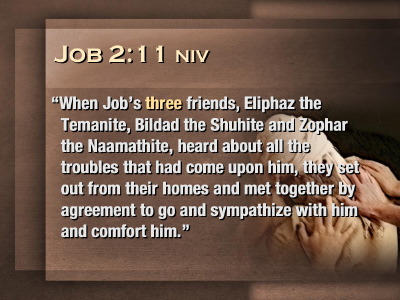 Job 2:11 NIV
“When Job’s three friends, Eliphaz the
Temanite, Bildad the Shuhite and Zophar
the Naamathite, heard about all the
troubles that had come upon him, they set
out from their homes and met together by
agreement to go and sympathize with him
and comfort him.”